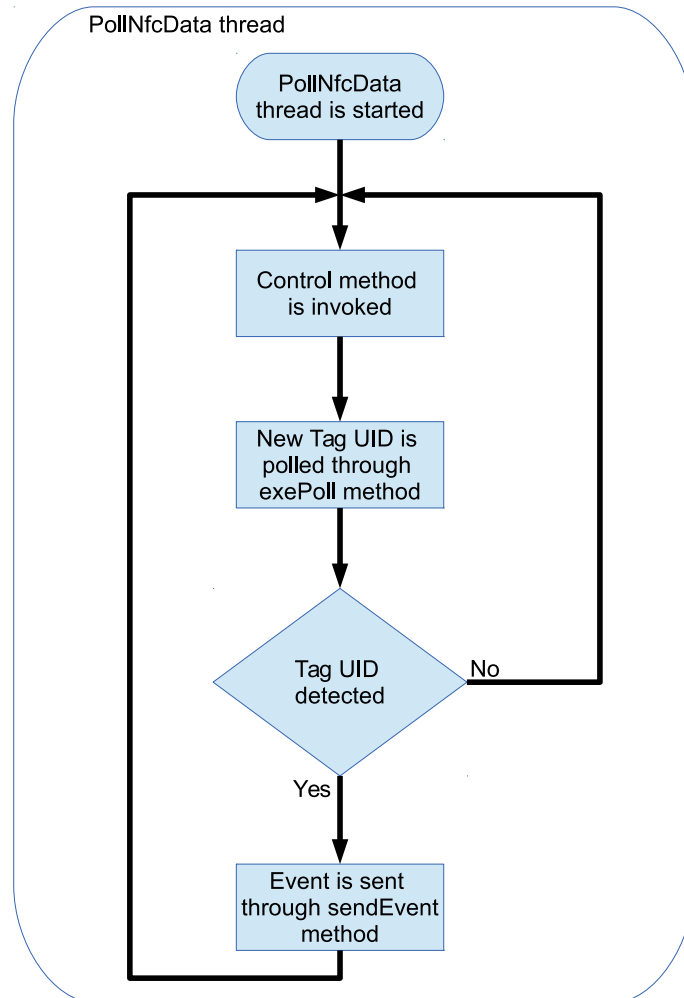 PollNfcData thread
PollNfcData
thread is started
Control method
is invoked
New Tag UID is
polled through
exePoll method
Tag UID
detected
No
Yes
Event is sent
through sendEvent
method